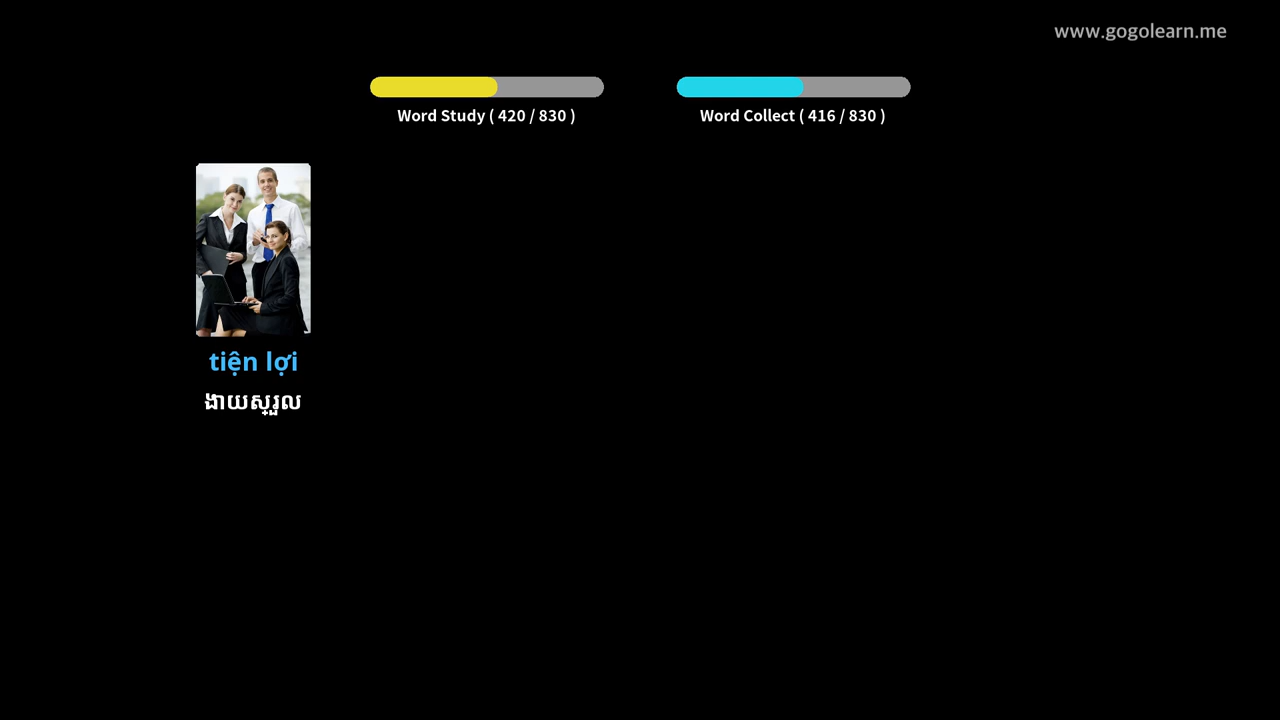 www.gogolearn.me
Word Study ( 420 / 830 )
Word Collect ( 416 / 830 )
tiện lợi
ងាយស្រួល